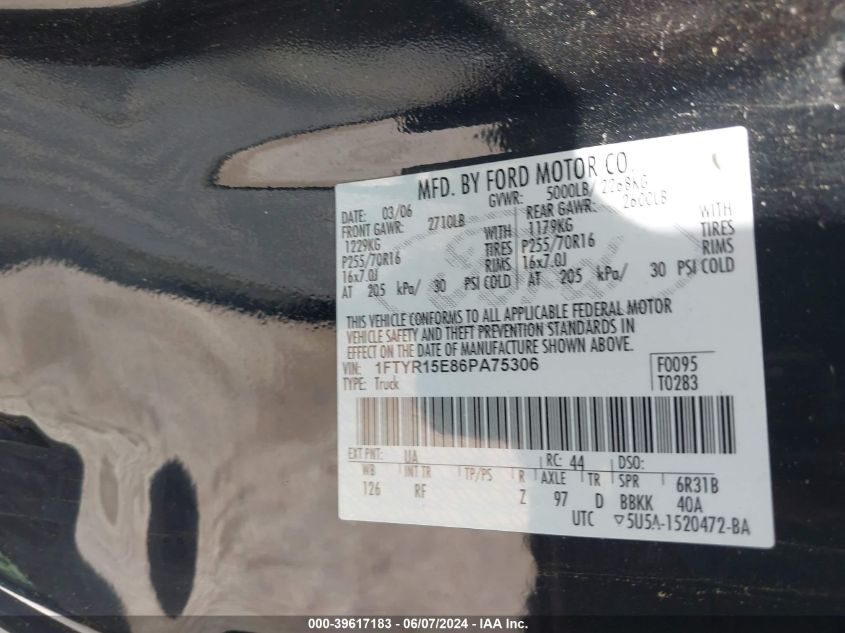 MFD. BY FORD MOTOR CO.
DATE: 03/06 GVWR: 5000LB/ 2268KG
FRONT GAWR: 2710LB REAR GAWR: 2600LB
1229KG WITH 1179KG WITH
P255/70R16 TIRES P255/70R16 TIRES
16x7.0J RIMS 16x7.0J RIMS
AT 205 kPa/ 30 PSI COLD AT 205 kPa/ 30 PSI COLD
THIS VEHICLE CONFORMS TO ALL APPLICABLE FEDERAL MOTOR
VEHICLE SAFETY AND THEFT PREVENTION STANDARDS IN
EFFECT ON THE DATE OF MANUFACTURE SHOWN ABOVE.
VIN: 1FTYR15E86PA75306 F0095
TYPE: Truck T0283
EXT PNT: UA RC: 44 DSO:
WB INT TR TP/PS R AXLE TR SPR 6R31B
126 RF Z 97 D BBKK 40A
UTC ▽5U5A-1520472-BA
000-39617183 - 06/07/2024 - IAA Inc.